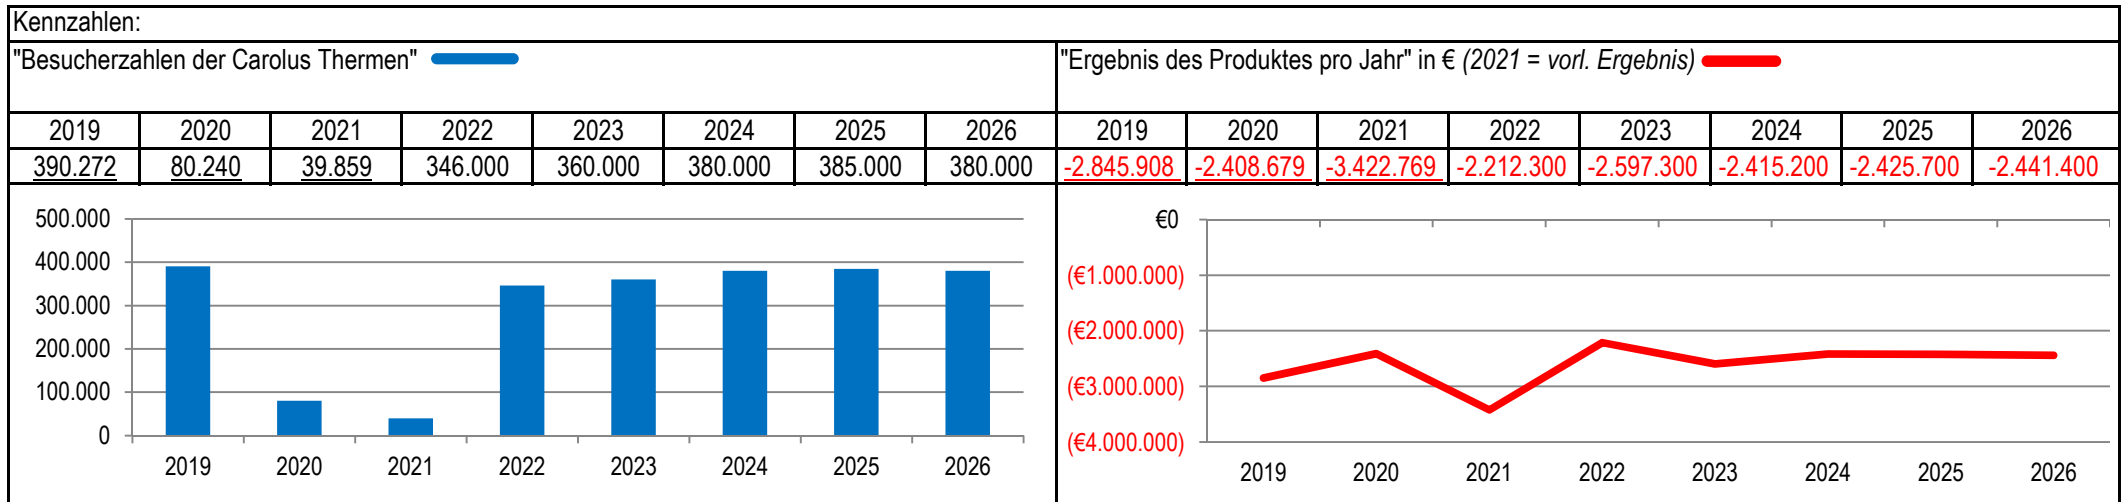 Kennzahlen:
"Besucherzahlen der Carolus Thermen"
"Ergebnis des Produktes pro Jahr" in € (2021 = vorl. Ergebnis)
2019 2020 2021 2022 2023 2024 2025 2026 2019 2020 2021 2022 2023 2024 2025 2026
390.272 80.240 39.859 346.000 360.000 380.000 385.000 380.000 -2.845.908 -2.408.679 -3.422.769 -2.212.300 -2.597.300 -2.415.200 -2.425.700 -2.441.400
500.000
400.000
300.000
200.000
100.000
0
2019 2020 2021 2022 2023 2024 2025 2026
€0
(€1.000.000)
(€2.000.000)
(€3.000.000)
(€4.000.000)
2019 2020 2021 2022 2023 2024 2025 2026